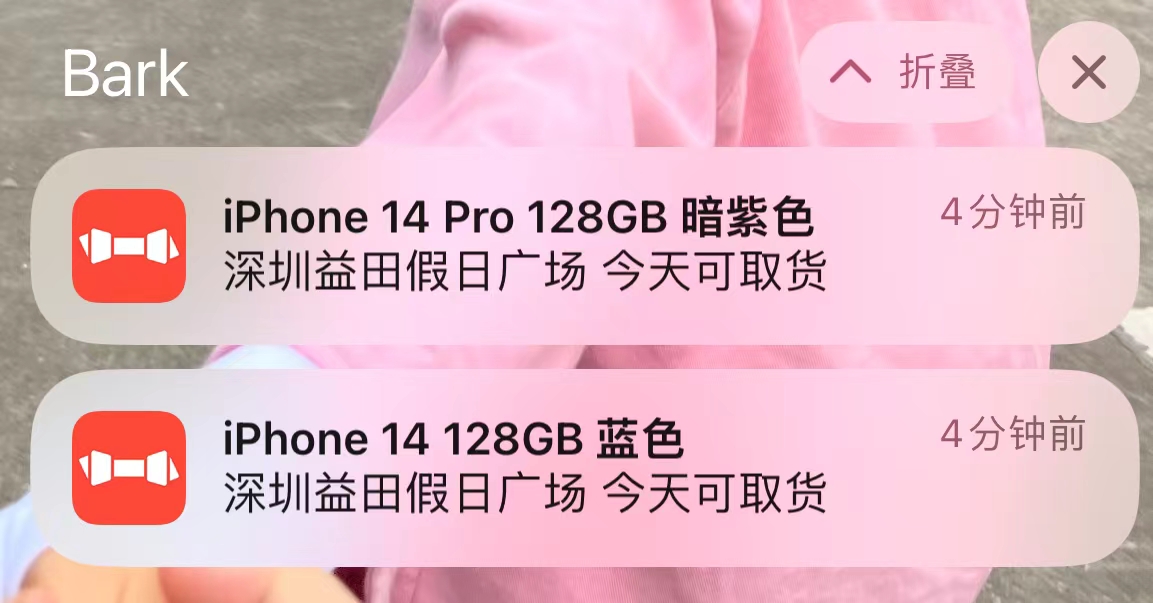 Bark
折叠
iPhone 14 Pro 128GB 暗紫色
4分钟前
深圳益田假日广场 今天可取货
iPhone 14 128GB 蓝色
4分钟前
深圳益田假日广场 今天可取货